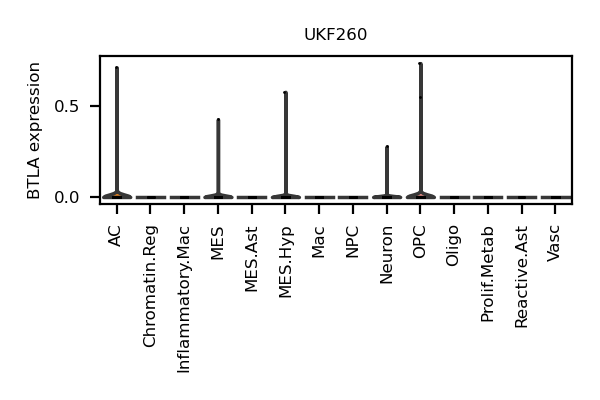 UKF260
BTLA expression
0.5
0.0
AC
Chromatin.Reg
Inflammatory.Mac
MES
MES.Ast
MES.Hyp
Mac
NPC
Neuron
OPC
Oligo
Prolif.Metab
Reactive.Ast
Vasc